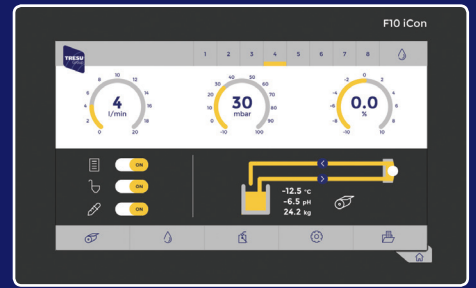 F10 iCon
TRESU
GROUP
1 2 3 4 5 6 7 8
0 2 4 6 8 10 12 14 16 18 20
4
l/min
-10 0 10 20 30 40 50 60 70 80 90 100
30
mbar
-10 -8 -6 -4 -2 0 2 4 6 8 10
0.0
%
ON
ON
ON
-12.5 °C
-6.5 pH
24.2 kg